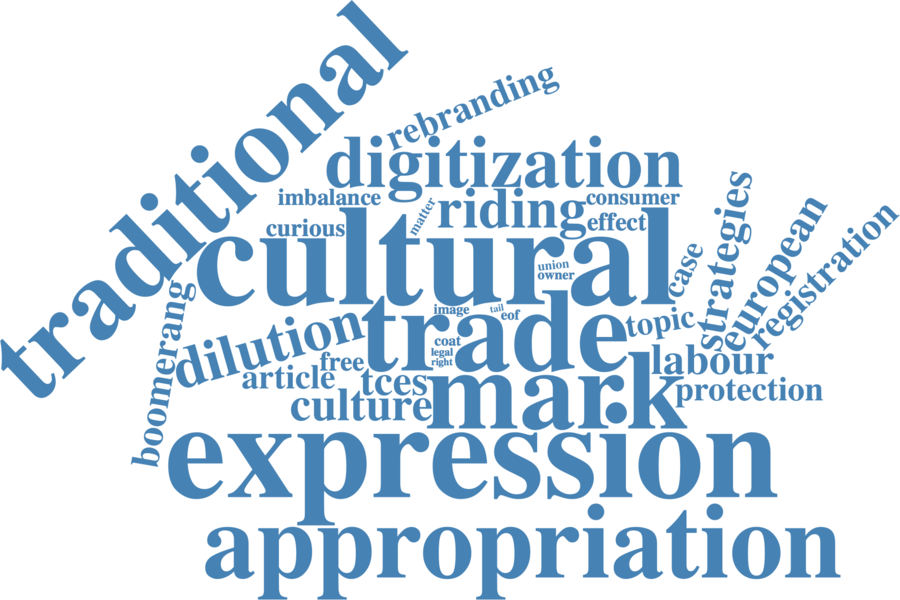 traditional
rebranding
digitization
imbalance
matter
riding
consumer
curious
effect
cultural
union
owner
case
strategies
european
registration
boomerang
dilution
trade
image
tail
eof
topic
coat
legal
right
free
labour
article
tces
mark
protection
culture
expression
appropriation